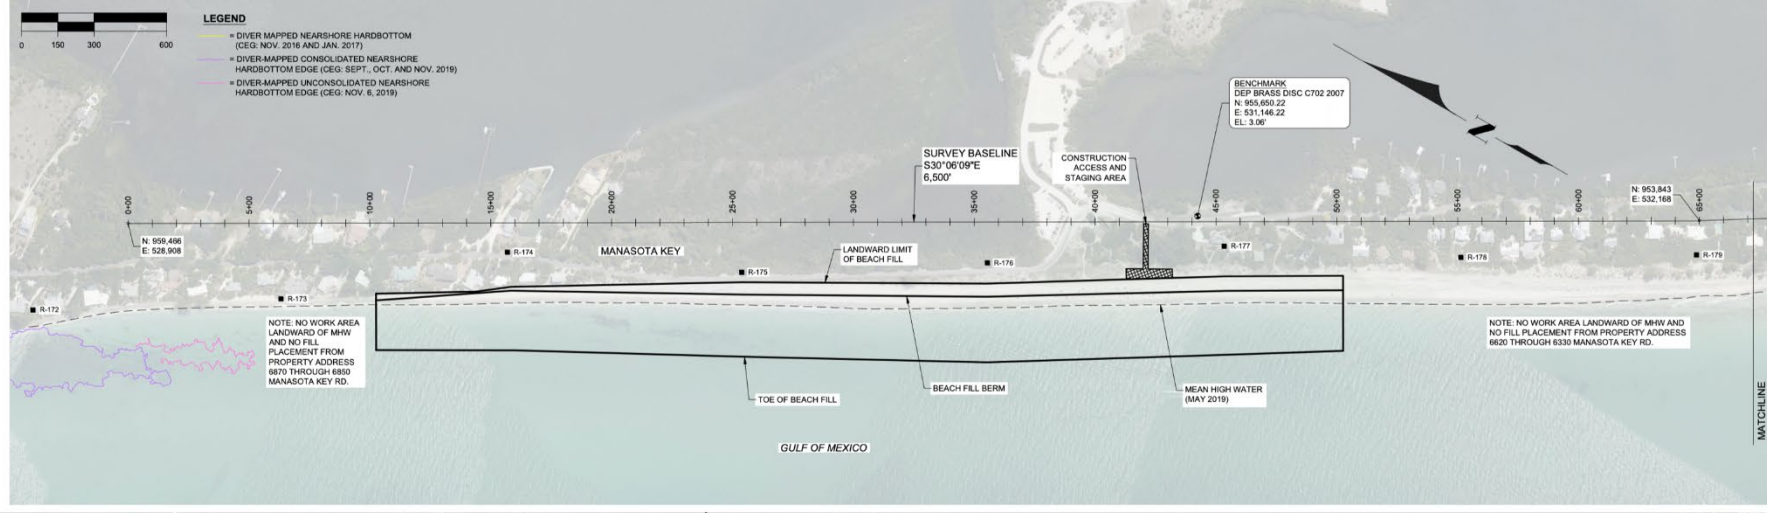 LEGEND
0 150 300 600
= DIVER MAPPED NEARSHORE HARDBOTTOM
(CEG: NOV. 2016 AND JAN. 2017)
= DIVER-MAPPED CONSOLIDATED NEARSHORE
HARDBOTTOM EDGE (CEG: SEPT., OCT. AND NOV. 2019)
= DIVER-MAPPED UNCONSOLIDATED NEARSHORE
HARDBOTTOM EDGE (CEG: NOV. 6, 2019)
BENCHMARK
DEP BRASS DISC C702 2007
N: 955,650.22
E: 531,146.22
EL: 3.06'
N
SURVEY BASELINE
S30°06'09"E
6,500'
CONSTRUCTION
ACCESS AND
STAGING AREA
N: 953,843
E: 532,168
0+00
5+00
10+00
15+00
20+00
25+00
30+00
35+00
40+00
45+00
50+00
55+00
60+00
65+00
N: 959,466
E: 528,908
MANASOTA KEY
LANDWARD LIMIT
OF BEACH FILL
R-172
R-173
R-174
R-175
R-176
R-177
R-178
R-179
NOTE: NO WORK AREA
LANDWARD OF MHW
AND NO FILL
PLACEMENT FROM
PROPERTY ADDRESS
6870 THROUGH 6850
MANASOTA KEY RD.
NOTE: NO WORK AREA LANDWARD OF MHW AND
NO FILL PLACEMENT FROM PROPERTY ADDRESS
6620 THROUGH 6330 MANASOTA KEY RD.
TOE OF BEACH FILL
BEACH FILL BERM
MEAN HIGH WATER
(MAY 2019)
GULF OF MEXICO
MATCHLINE